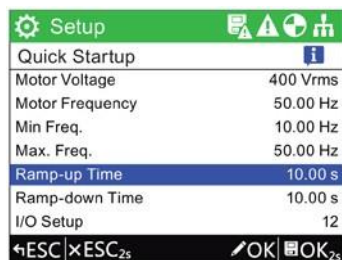 Setup
Quick Startup i
Motor Voltage 400 Vrms
Motor Frequency 50.00 Hz
Min Freq. 10.00 Hz
Max. Freq. 50.00 Hz
Ramp-up Time 10.00 s
Ramp-down Time 10.00 s
I/O Setup 12
ESC ×ESC2s OK OK2s